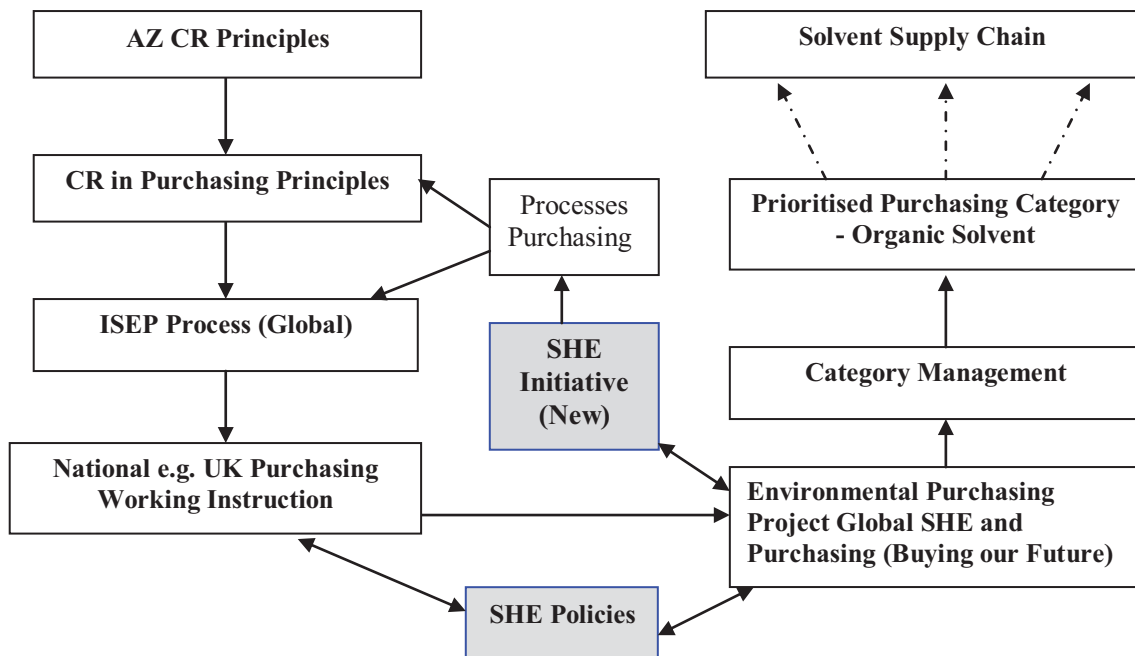 AZ CR Principles
Solvent Supply Chain
CR in Purchasing Principles
Processes
Purchasing
Prioritised Purchasing Category
- Organic Solvent
ISEP Process (Global)
SHE
Initiative
(New)
Category Management
National e.g. UK Purchasing
Working Instruction
Environmental Purchasing
Project Global SHE and
Purchasing (Buying our Future)
SHE Policies